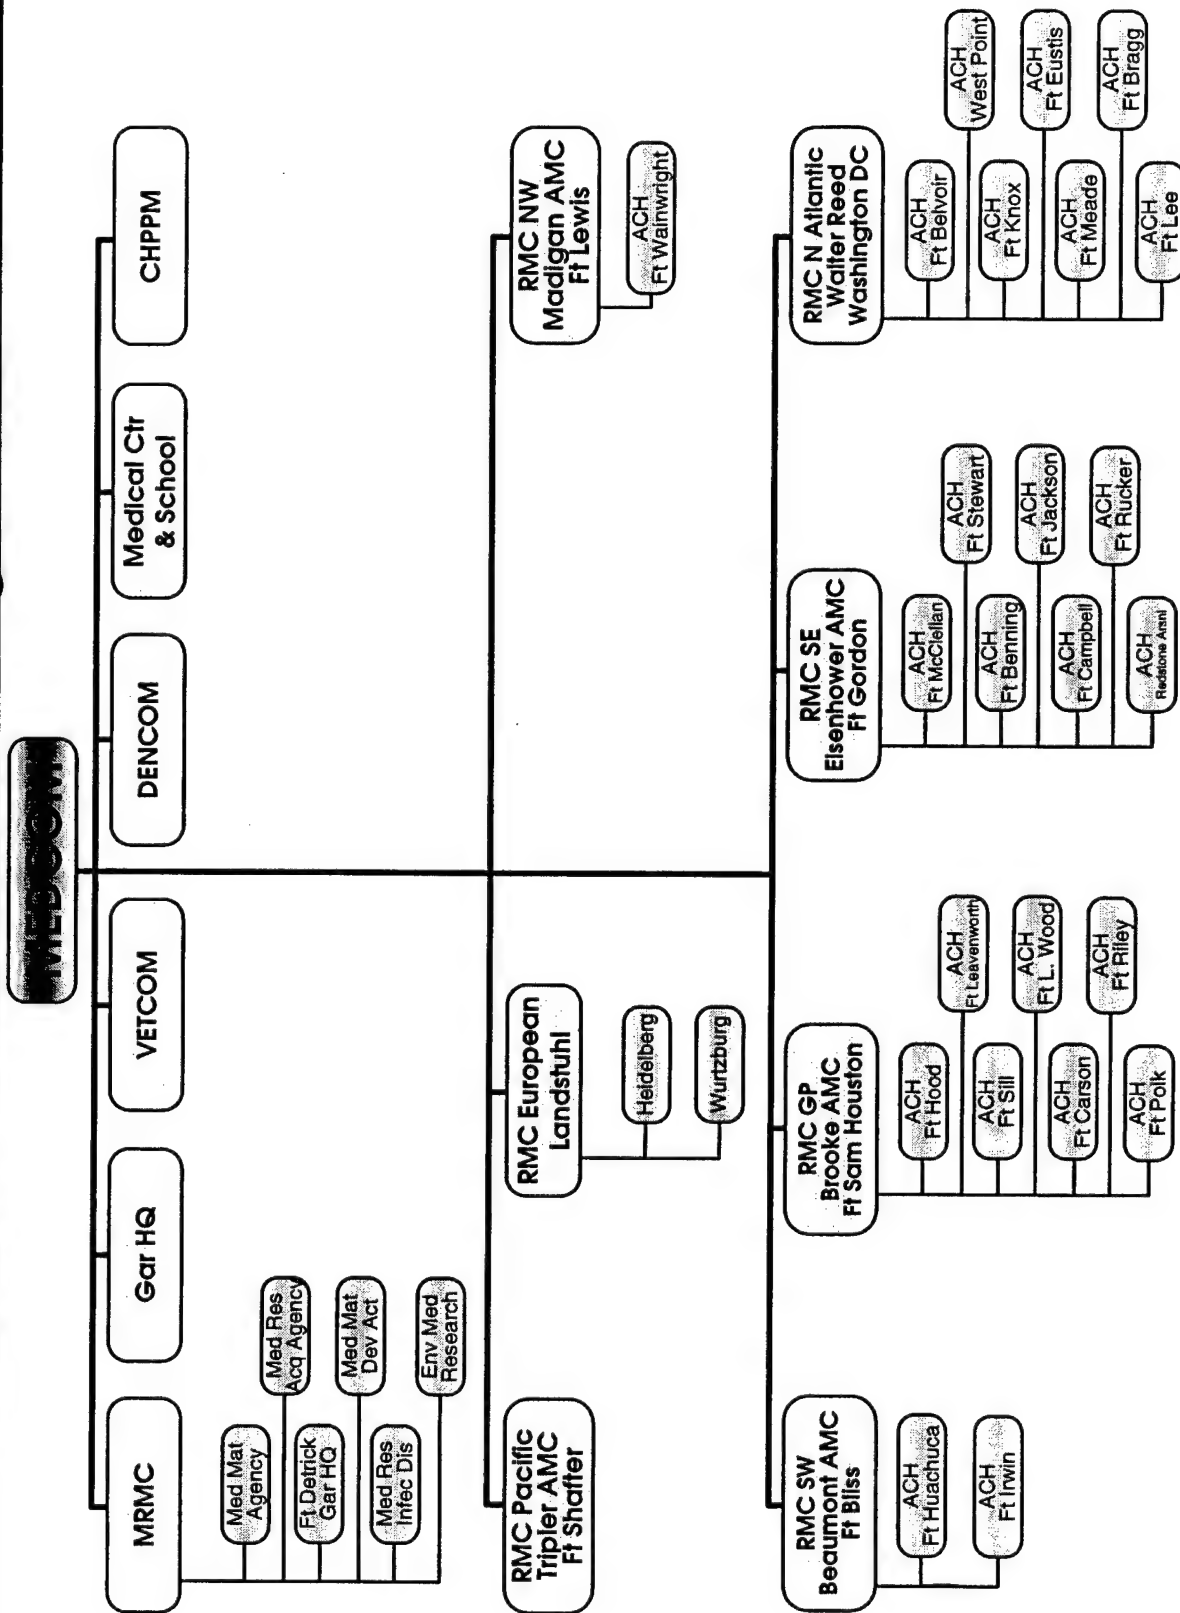 MEDCOM
MRMC
Gar HQ
VETCOM
DENCOM
Medical Ctr
& School
CHPPM
Med Mat
Agency
Med Res
Acq Agency
Ft Detrick
Gar HQ
Med Mat
Dev Act
Med Res
Infec Dis
Env Med
Research
RMC Pacific
Tripler AMC
Ft Shafter
RMC European
Landstuhl
Heidelberg
Wurtzburg
RMC NW
Madigan AMC
Ft Lewis
ACH
Ft Wainwright
RMC SW
Beaumont AMC
Ft Bliss
ACH
Ft Huachuca
ACH
Ft Irwin
RMC GP
Brooke AMC
Ft Sam Houston
ACH
Ft Hood
ACH
Ft Leavenworth
ACH
Ft Sill
ACH
Ft L. Wood
ACH
Ft Carson
ACH
Ft Riley
ACH
Ft Polk
RMC SE
Eisenhower AMC
Ft Gordon
ACH
Ft McClellan
ACH
Ft Stewart
ACH
Ft Benning
ACH
Ft Jackson
ACH
Ft Campbell
ACH
Ft Rucker
ACH
Redstone Arsnl
RMC N Atlantic
Walter Reed
Washington DC
ACH
Ft Belvoir
ACH
West Point
ACH
Ft Knox
ACH
Ft Eustis
ACH
Ft Meade
ACH
Ft Bragg
ACH
Ft Lee